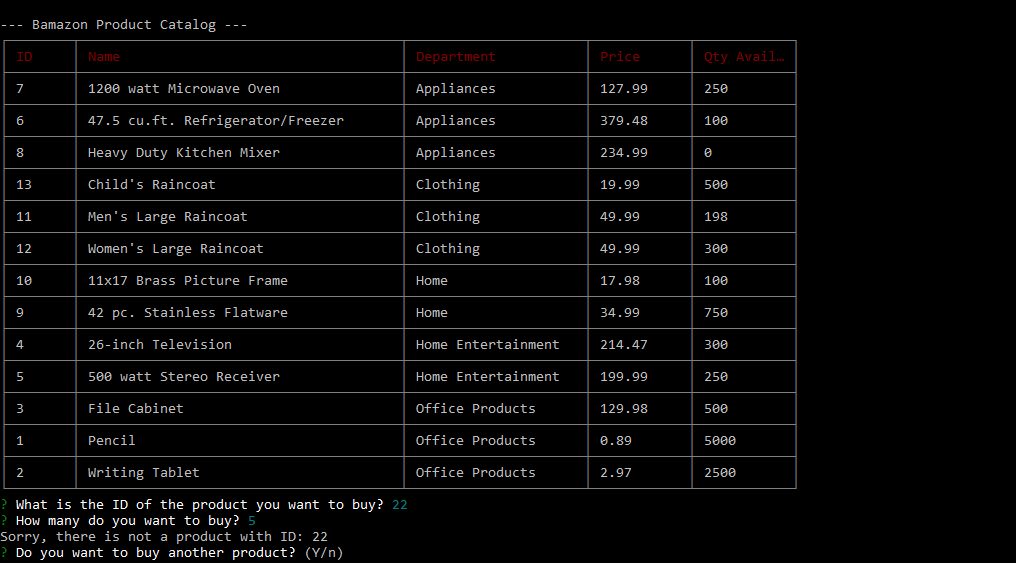 --- Bamazon Product Catalog ---
ID Name Department Price Qty Avail…
7 1200 watt Microwave Oven Appliances 127.99 250
6 47.5 cu.ft. Refrigerator/Freezer Appliances 379.48 100
8 Heavy Duty Kitchen Mixer Appliances 234.99 0
13 Child's Raincoat Clothing 19.99 500
11 Men's Large Raincoat Clothing 49.99 198
12 Women's Large Raincoat Clothing 49.99 300
10 11x17 Brass Picture Frame Home 17.98 100
9 42 pc. Stainless Flatware Home 34.99 750
4 26-inch Television Home Entertainment 214.47 300
5 500 watt Stereo Receiver Home Entertainment 199.99 250
3 File Cabinet Office Products 129.98 500
1 Pencil Office Products 0.89 5000
2 Writing Tablet Office Products 2.97 2500
? What is the ID of the product you want to buy? 22
? How many do you want to buy? 5
Sorry, there is not a product with ID: 22
? Do you want to buy another product? (Y/n)